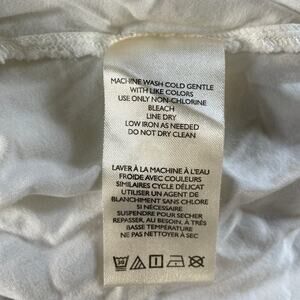 MACHINE WASH COLD GENTLE
WITH LIKE COLORS
USE ONLY NON-CHLORINE
BLEACH
LINE DRY
LOW IRON AS NEEDED
DO NOT DRY CLEAN
LAVER À LA MACHINE À L'EAU
FROIDE AVEC COULEURS
SIMILAIRES CYCLE DÉLICAT
UTILISER UN AGENT DE
BLANCHIMENT SANS CHLORE
SI NÉCESSAIRE
SUSPENDRE POUR SÉCHER
REPASSER, AU BESOIN, À TRÈS
BASSE TEMPÉRATURE
NE PAS NETTOYER À SEC